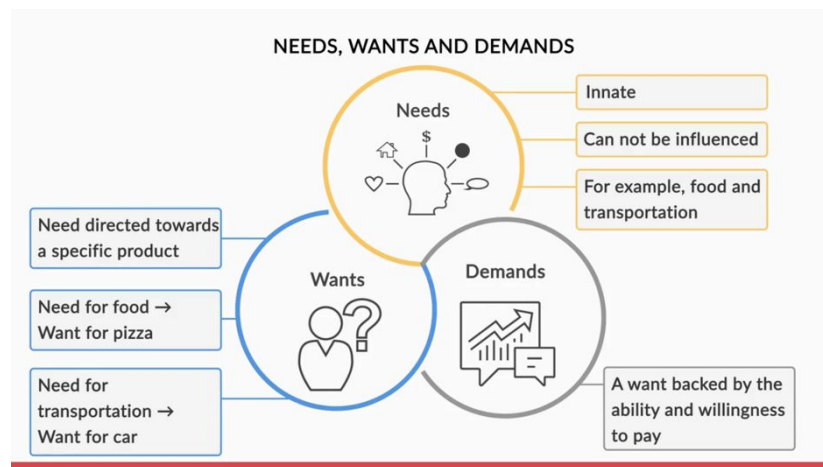 NEEDS, WANTS AND DEMANDS
Needs
$
Innate
Can not be influenced
For example, food and
transportation
Wants
Need directed towards
a specific product
Need for food →
Want for pizza
Need for
transportation →
Want for car
?
Demands
A want backed by the
ability and willingness
to pay